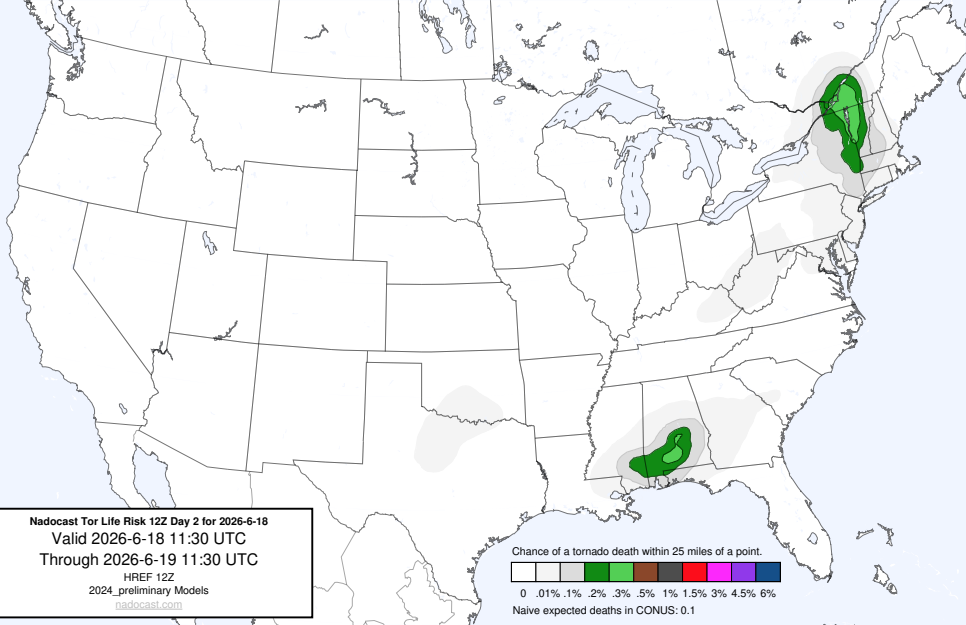 Nadocast Tor Life Risk 12Z Day 2 for 2026-6-18
Valid 2026-6-18 11:30 UTC
Through 2026-6-19 11:30 UTC
HREF 12Z
2024_preliminary Models
nadocast.com
Chance of a tornado death within 25 miles of a point.
0 .01% .1% .2% .3% .5% 1% 1.5% 3% 4.5% 6%
Naive expected deaths in CONUS: 0.1